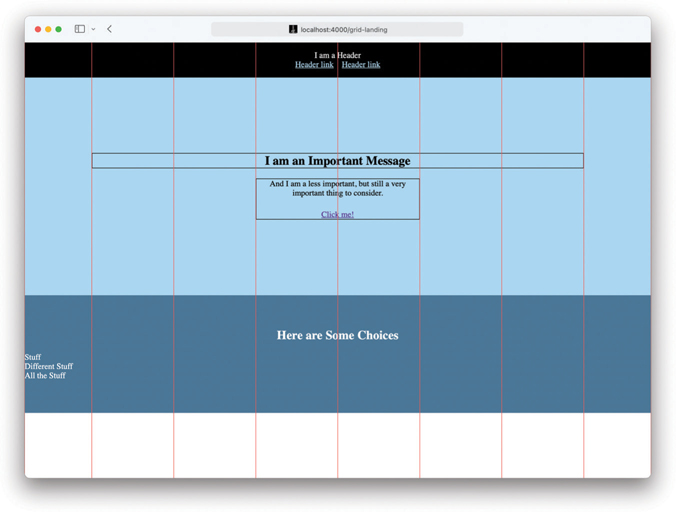 localhost:4000/grid-landing
I am a Header
Header link Header link
I am an Important Message
And I am a less important, but still a very
important thing to consider.
Click me!
Here are Some Choices
Stuff
Different Stuff
All the Stuff